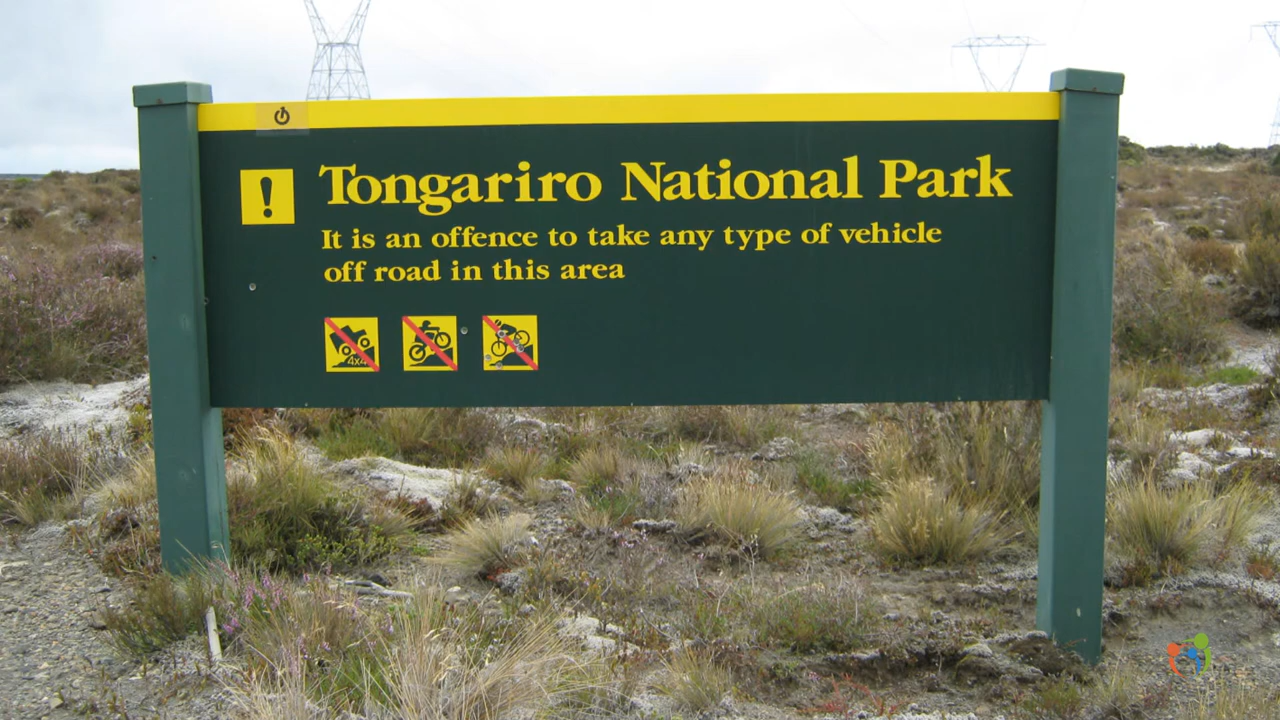 ! Tongariro National Park
It is an offence to take any type of vehicle
off road in this area
4x4